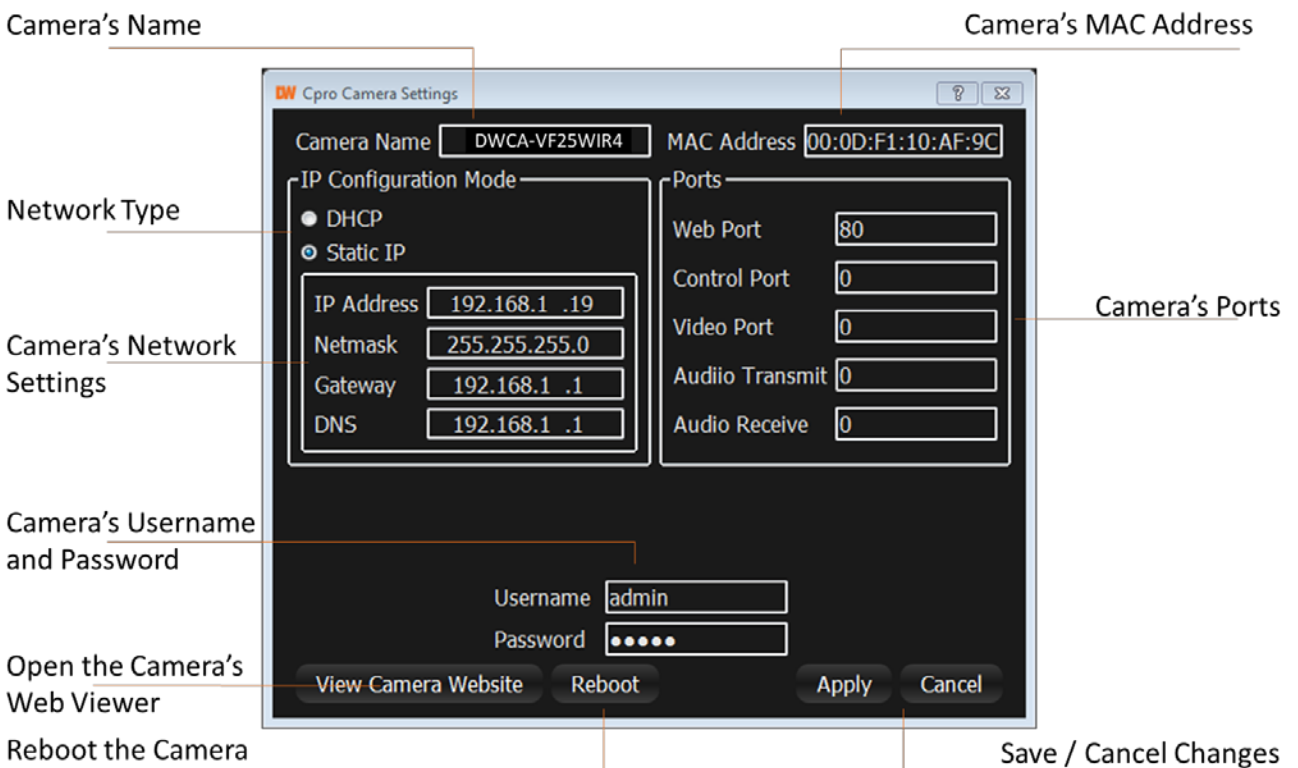 Camera's Name
Camera's MAC Address
DW Cpro Camera Settings
Camera Name DWCA-VF25WIR4 MAC Address 00:0D:F1:10:AF:9C
IP Configuration Mode
Ports
Network Type
DHCP
Static IP
Web Port 80
Control Port 0
Video Port 0
Audiio Transmit 0
Audio Receive 0
Camera's Ports
Camera's Network
Settings
IP Address 192.168.1 .19
Netmask 255.255.255.0
Gateway 192.168.1 .1
DNS 192.168.1 .1
Camera's Username
and Password
Username admin
Password ●●●●●
Open the Camera's
Web Viewer
View Camera Website Reboot Apply Cancel
Reboot the Camera
Save / Cancel Changes